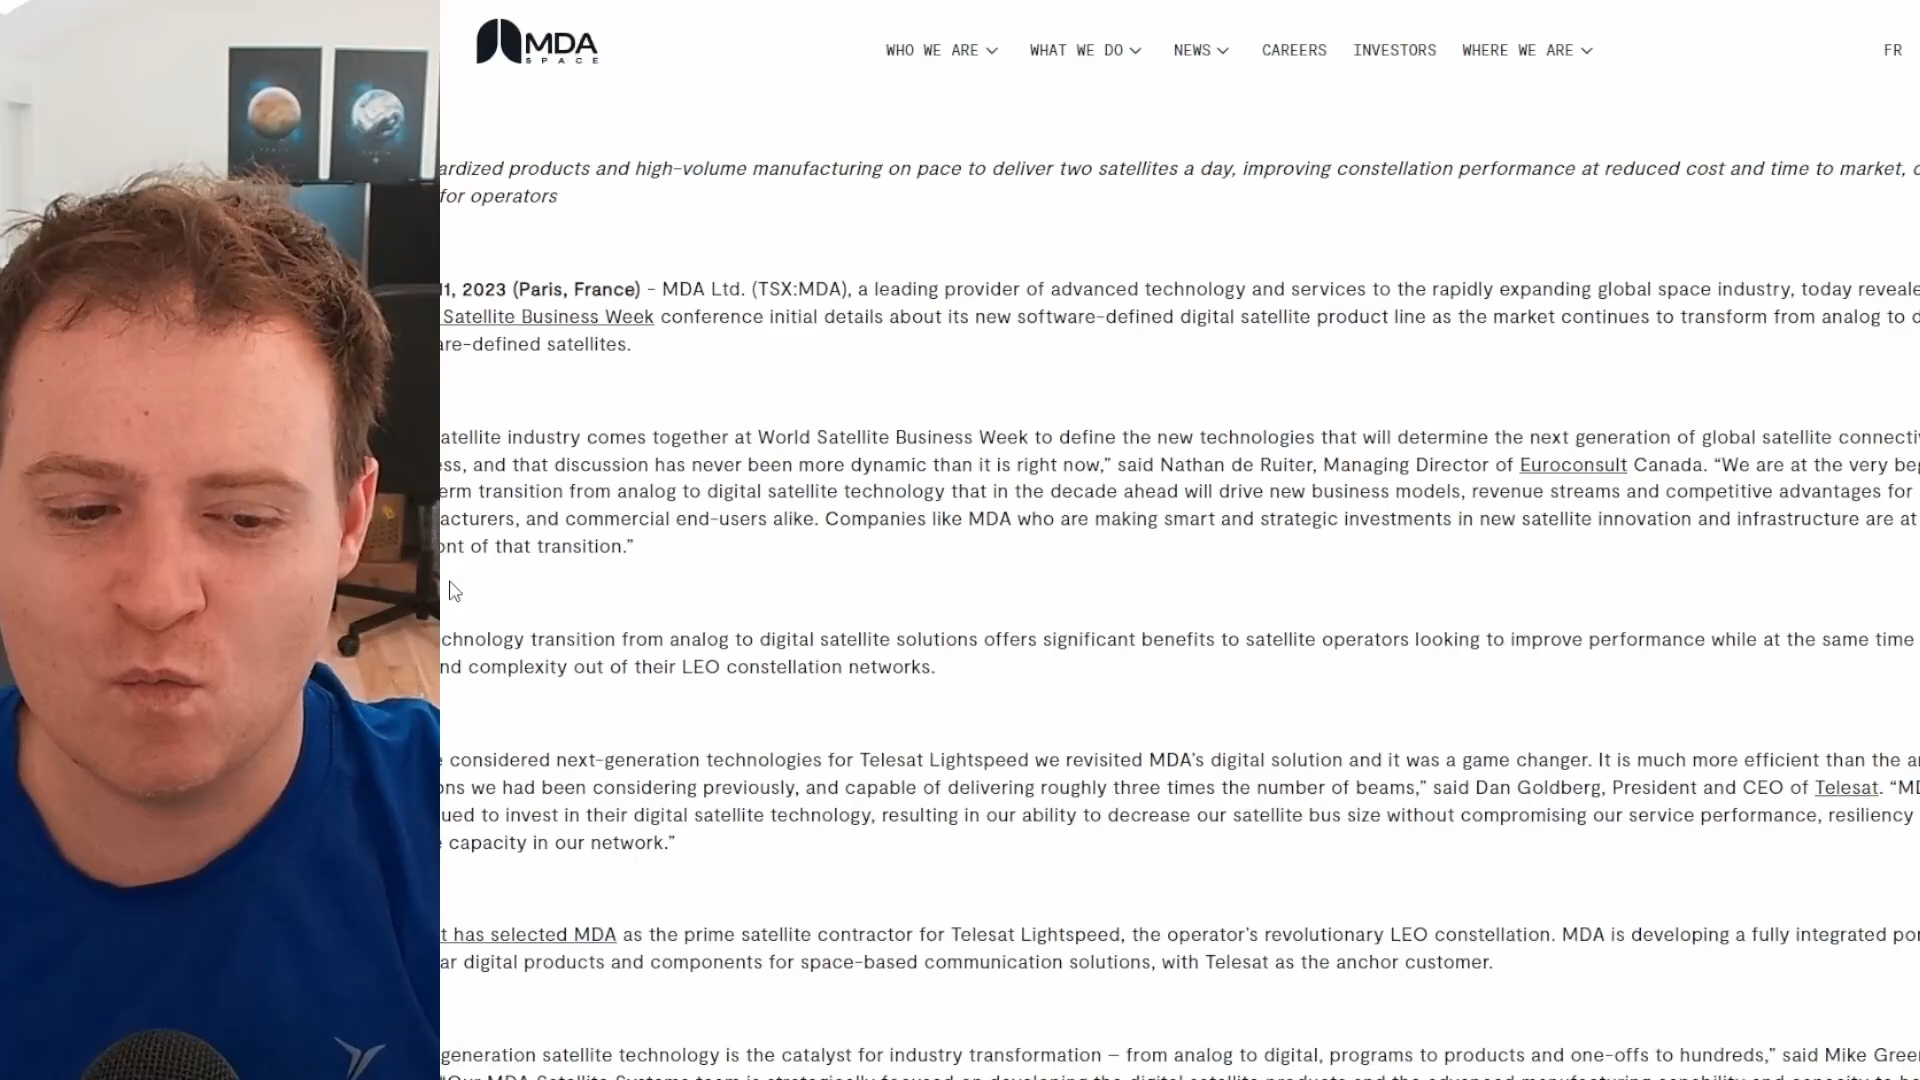 MDA
SPACE
WHO WE ARE WHAT WE DO NEWS CAREERS INVESTORS WHERE WE ARE FR
ardized products and high-volume manufacturing on pace to deliver two satellites a day, improving constellation performance at reduced cost and time to market,
for operators
11, 2023 (Paris, France) – MDA Ltd. (TSX:MDA), a leading provider of advanced technology and services to the rapidly expanding global space industry, today reveale
Satellite Business Week conference initial details about its new software-defined digital satellite product line as the market continues to transform from analog to d
are-defined satellites.
atellite industry comes together at World Satellite Business Week to define the new technologies that will determine the next generation of global satellite connectiv
ess, and that discussion has never been more dynamic than it is right now,” said Nathan de Ruiter, Managing Director of Euroconsult Canada. “We are at the very be
erm transition from analog to digital satellite technology that in the decade ahead will drive new business models, revenue streams and competitive advantages for
acturers, and commercial end-users alike. Companies like MDA who are making smart and strategic investments in new satellite innovation and infrastructure are at
ont of that transition.”
chnology transition from analog to digital satellite solutions offers significant benefits to satellite operators looking to improve performance while at the same time
nd complexity out of their LEO constellation networks.
considered next-generation technologies for Telesat Lightspeed we revisited MDA’s digital solution and it was a game changer. It is much more efficient than the a
ons we had been considering previously, and capable of delivering roughly three times the number of beams,” said Dan Goldberg, President and CEO of Telesat. “MD
ued to invest in their digital satellite technology, resulting in our ability to decrease our satellite bus size without compromising our service performance, resiliency
capacity in our network.”
t has selected MDA as the prime satellite contractor for Telesat Lightspeed, the operator’s revolutionary LEO constellation. MDA is developing a fully integrated por
ar digital products and components for space-based communication solutions, with Telesat as the anchor customer.
generation satellite technology is the catalyst for industry transformation – from analog to digital, programs to products and one-offs to hundreds,” said Mike Gree